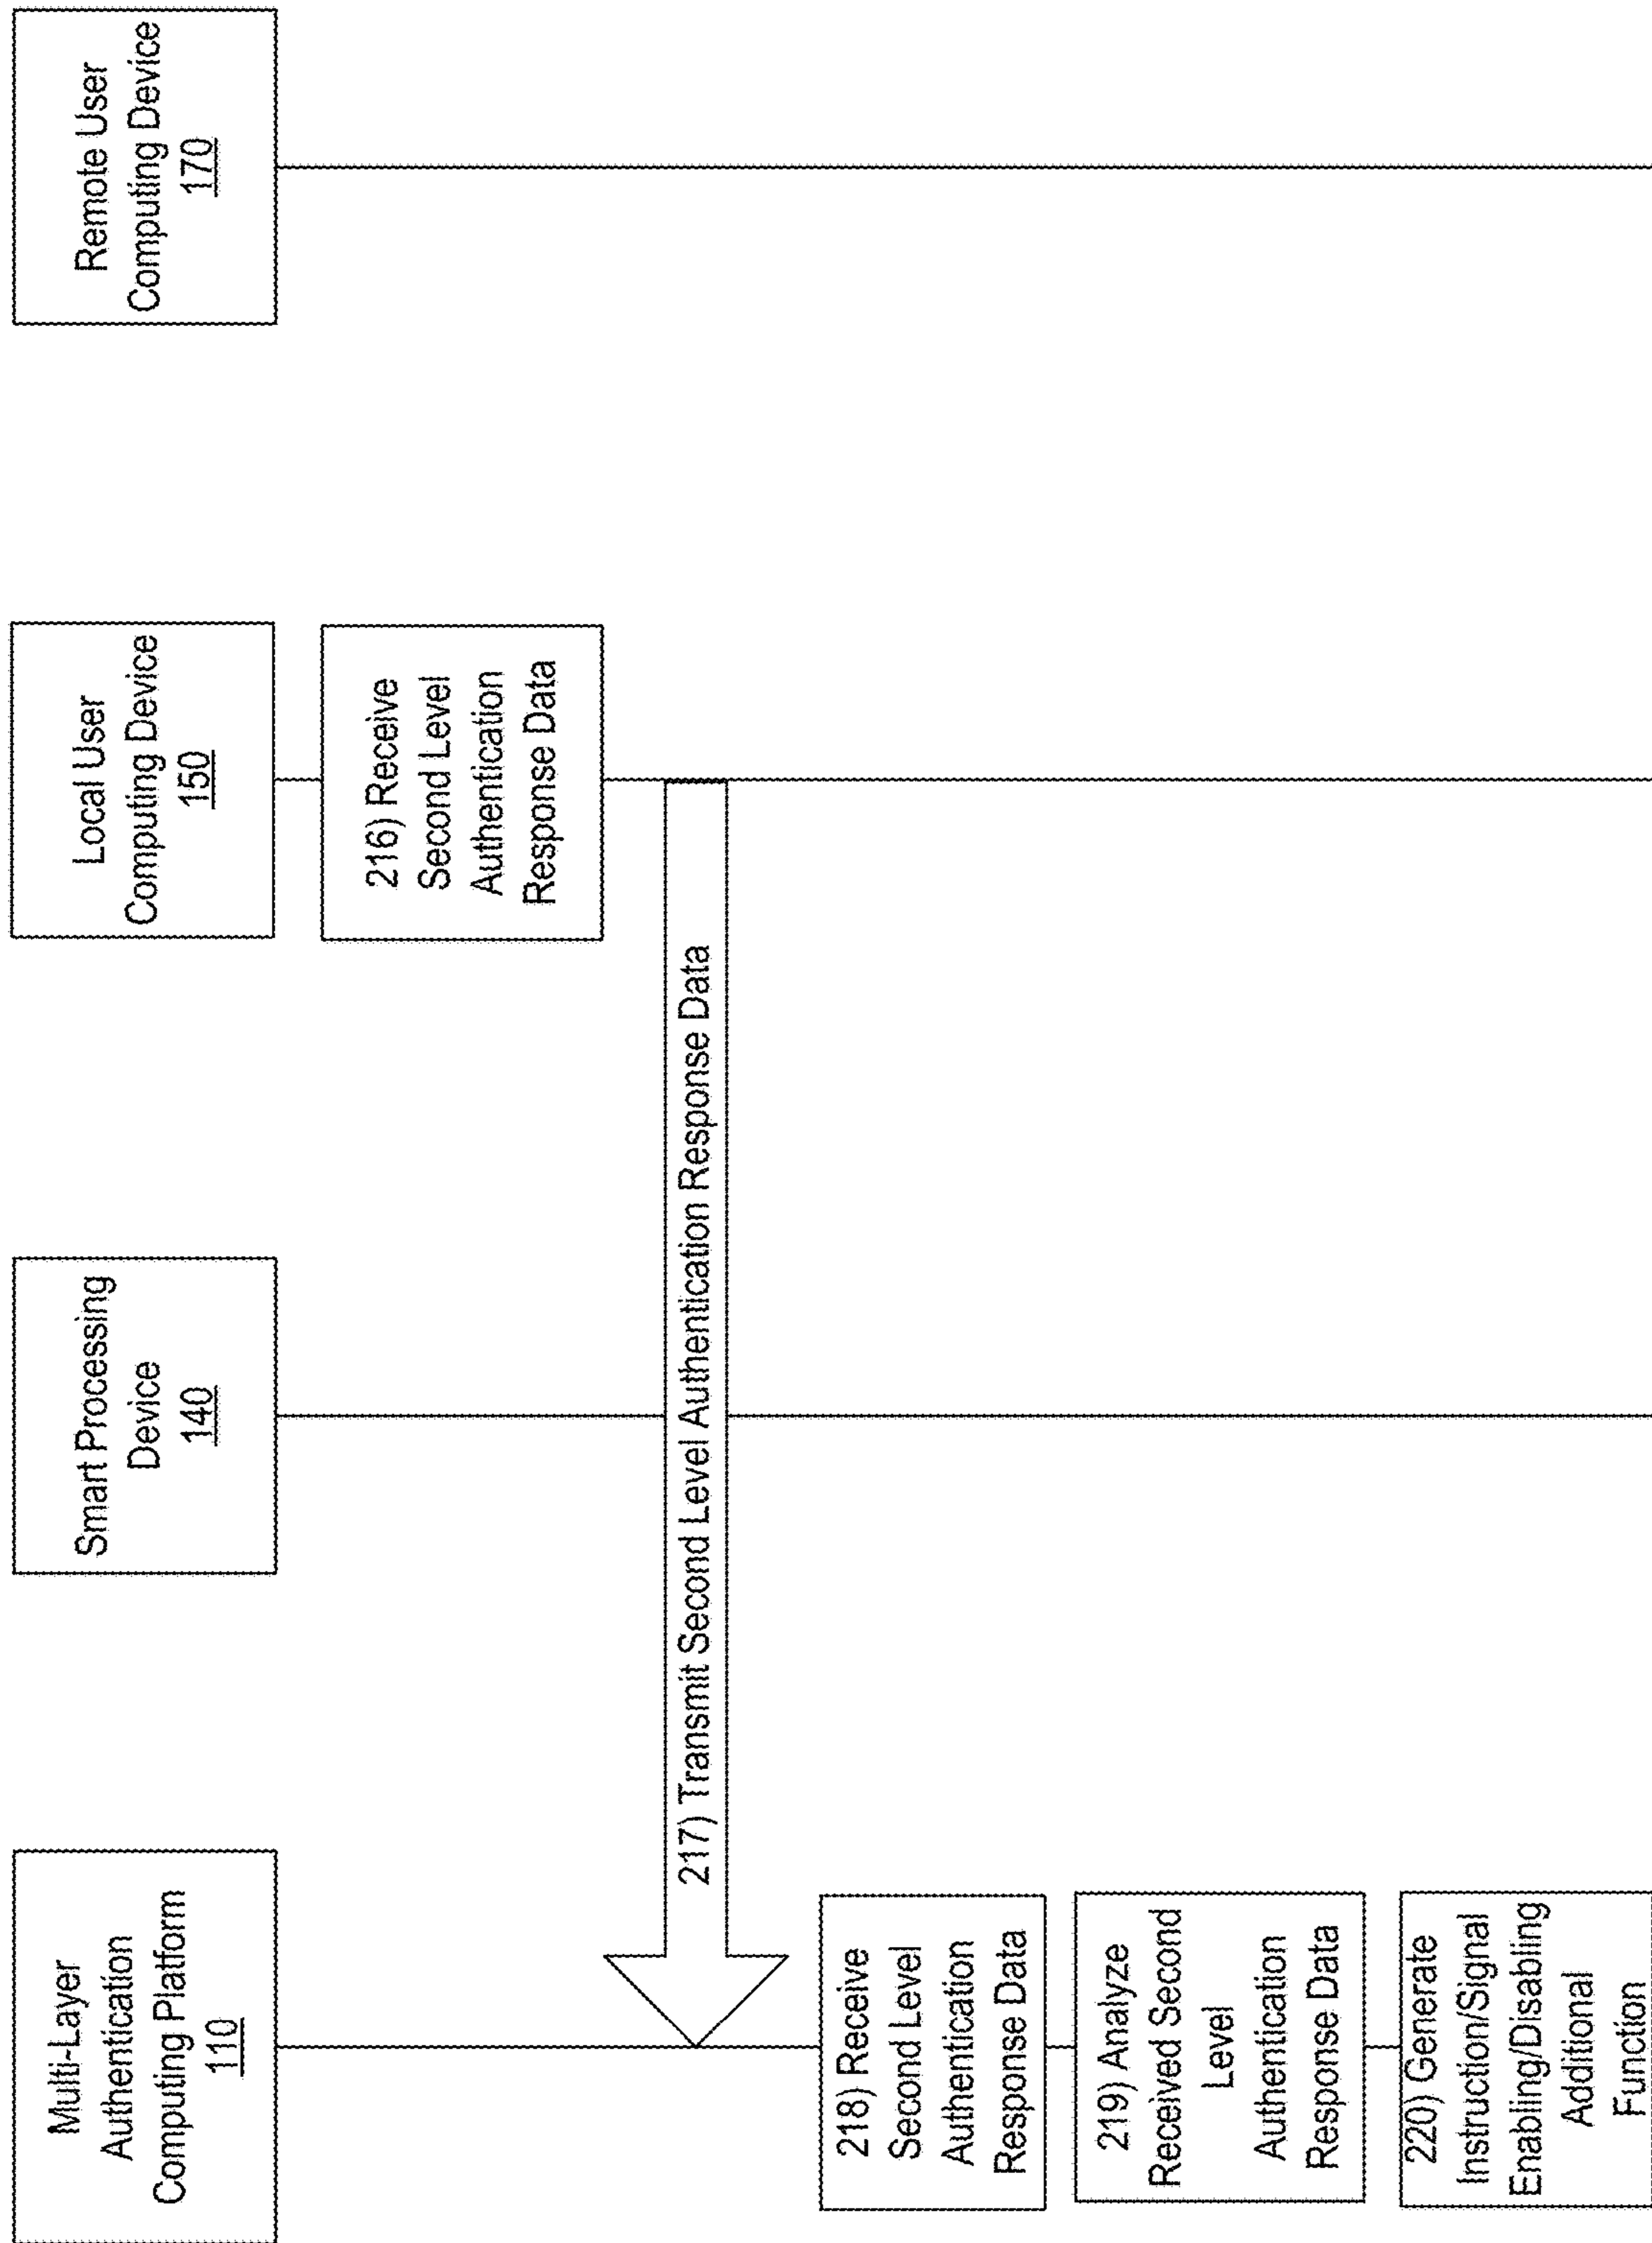 Multi-Layer
Authentication
Computing Platform
110
Smart Processing
Device
140
Local User
Computing Device
150
Remote User
Computing Device
170
216) Receive
Second Level
Authentication
Response Data
217) Transmit Second Level Authentication Response Data
218) Receive
Second Level
Authentication
Response Data
219) Analyze
Received Second
Level
Authentication
Response Data
220) Generate
Instruction/Signal
Enabling/Disabling
Additional
Function